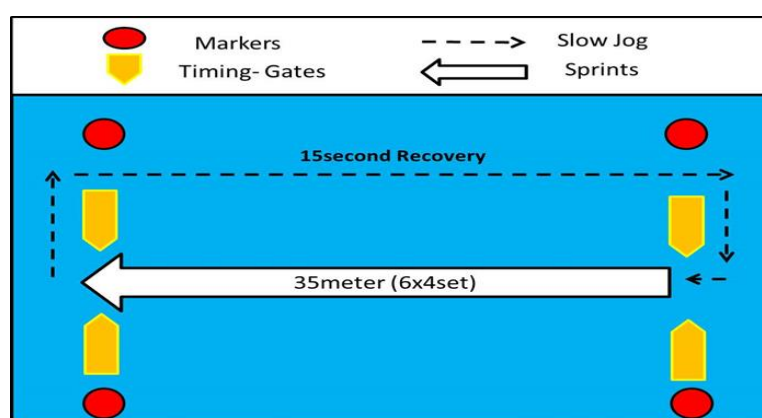 Markers
Slow Jog
Timing- Gates
Sprints
15second Recovery
35meter (6x4set)